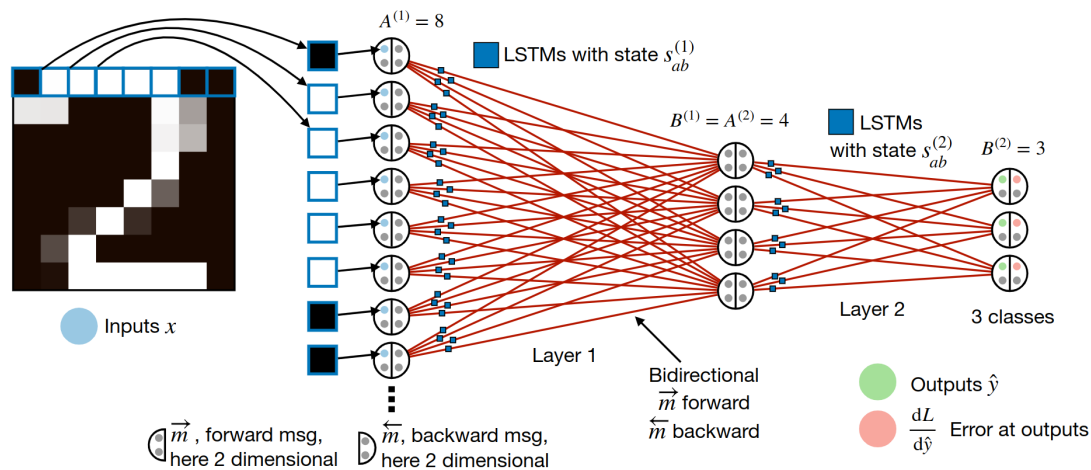 A⁽¹⁾ = 8
LSTMs with state s_ab⁽¹⁾
B⁽¹⁾ = A⁽²⁾ = 4
LSTMs
with state s_ab⁽²⁾
B⁽²⁾ = 3
Inputs x
Layer 1
Layer 2
3 classes
Bidirectional
m⃗ forward
m⃖ backward
Outputs ŷ
dL
dŷ
Error at outputs
m⃗ , forward msg,
here 2 dimensional
m⃖, backward msg,
here 2 dimensional